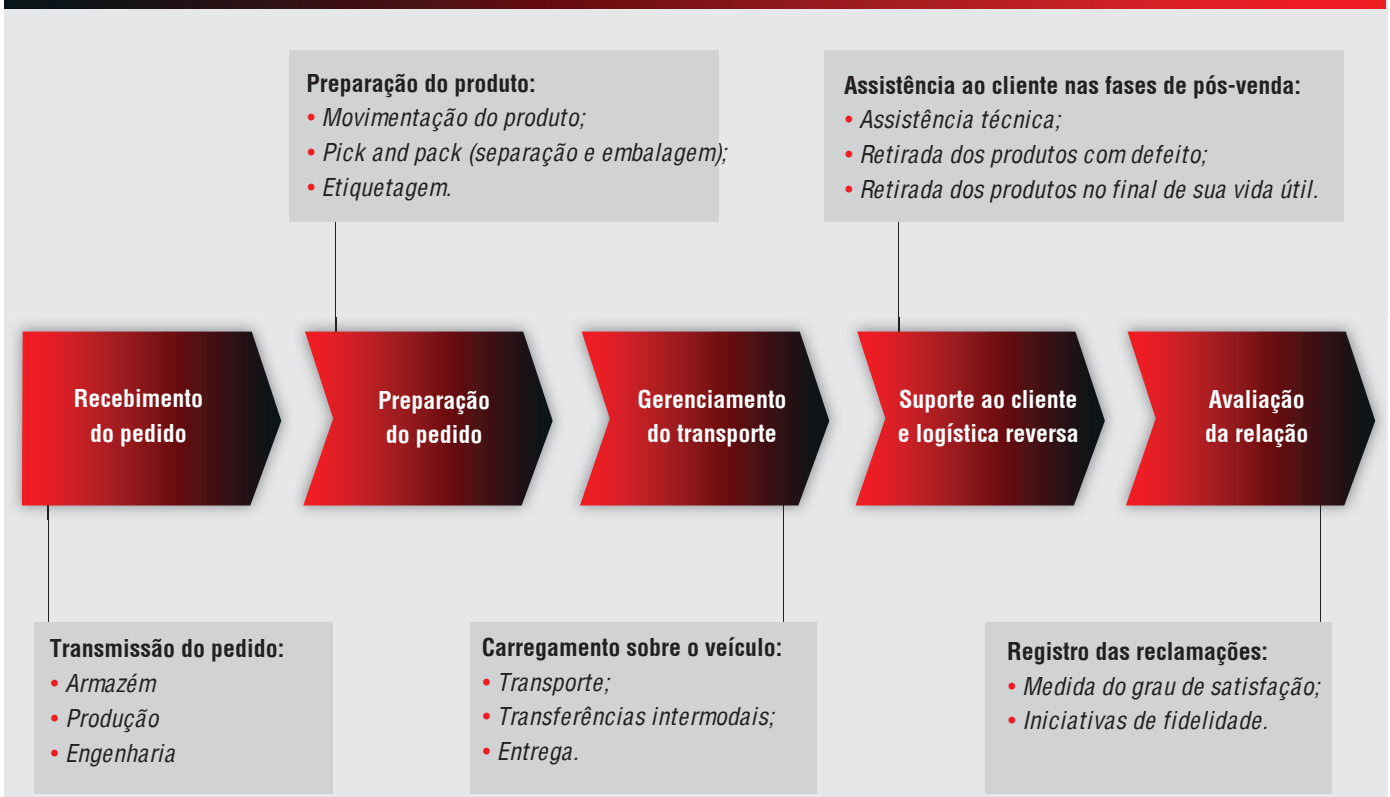 Preparação do produto:
• Movimentação do produto;
• Pick and pack (separação e embalagem);
• Etiquetagem.
Assistência ao cliente nas fases de pós-venda:
• Assistência técnica;
• Retirada dos produtos com defeito;
• Retirada dos produtos no final de sua vida útil.
Recebimento
do pedido
Preparação
do pedido
Gerenciamento
do transporte
Suporte ao cliente
e logística reversa
Avaliação
da relação
Transmissão do pedido:
• Armazém
• Produção
• Engenharia
Carregamento sobre o veículo:
• Transporte;
• Transferências intermodais;
• Entrega.
Registro das reclamações:
• Medida do grau de satisfação;
• Iniciativas de fidelidade.